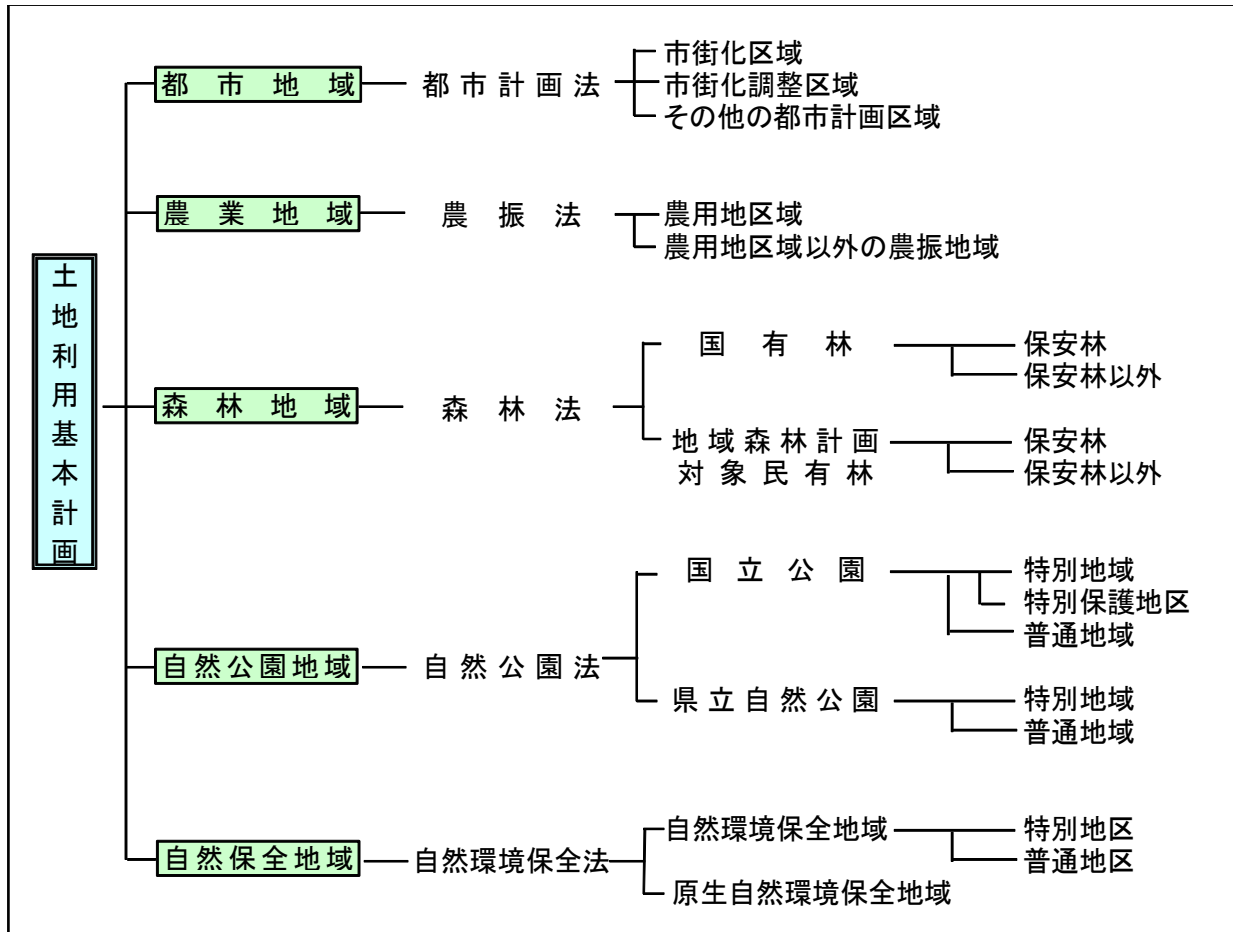 土地利用基本計画
都市地域
都市計画法
市街化区域
市街化調整区域
その他の都市計画区域
農業地域
農振法
農用地区域
農用地区域以外の農振地域
森林地域
森林法
国有林
保安林
保安林以外
地域森林計画
対象民有林
保安林
保安林以外
自然公園地域
自然公園法
国立公園
特別地域
特別保護地区
普通地域
県立自然公園
特別地域
普通地域
自然保全地域
自然環境保全法
自然環境保全地域
特別地区
普通地区
原生自然環境保全地域